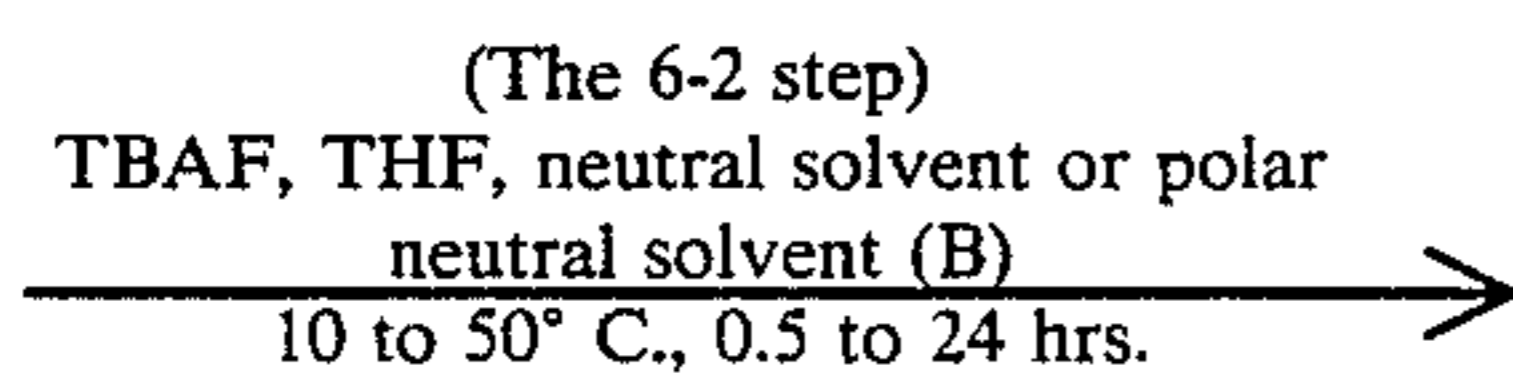 (The 6-2 step)
TBAF, THF, neutral solvent or polar
neutral solvent (B)
10 to 50° C., 0.5 to 24 hrs.